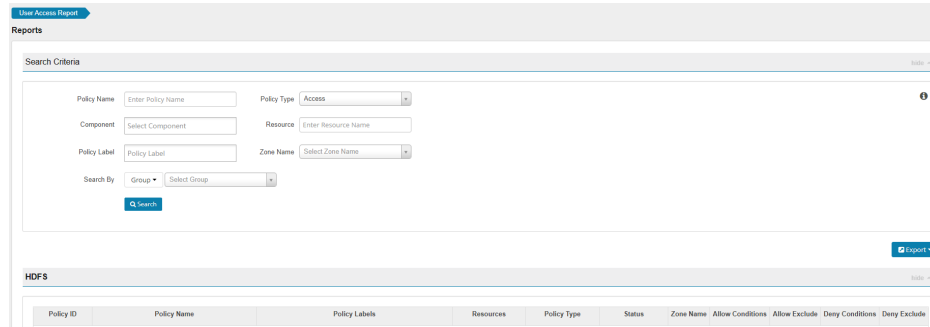 User Access Report
Reports
Search Criteria hide
Policy Name Enter Policy Name Policy Type Access
Component Select Component Resource Enter Resource Name
Policy Label Policy Label Zone Name Select Zone Name
Search By Group Select Group
Search
Export
HDFS hide
Policy ID Policy Name Policy Labels Resources Policy Type Status Zone Name Allow Conditions Allow Exclude Deny Conditions Deny Exclude